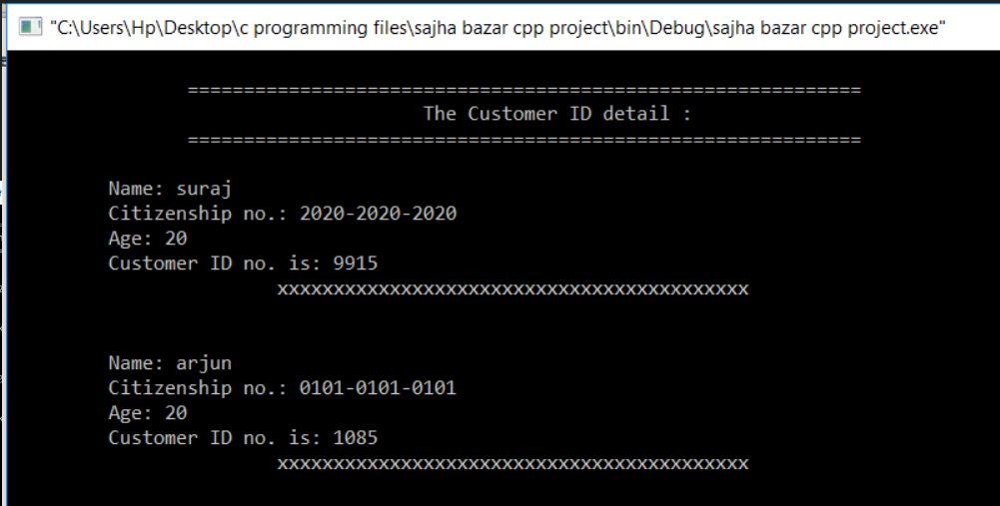 "C:\Users\Hp\Desktop\c programming files\sajha bazar cpp project\bin\Debug\sajha bazar cpp project.exe"
============================================================
The Customer ID detail :
============================================================
Name: suraj
Citizenship no.: 2020-2020-2020
Age: 20
Customer ID no. is: 9915
xxxxxxxxxxxxxxxxxxxxxxxxxxxxxxxxxxxxxxxxxx
Name: arjun
Citizenship no.: 0101-0101-0101
Age: 20
Customer ID no. is: 1085
xxxxxxxxxxxxxxxxxxxxxxxxxxxxxxxxxxxxxxxxxx